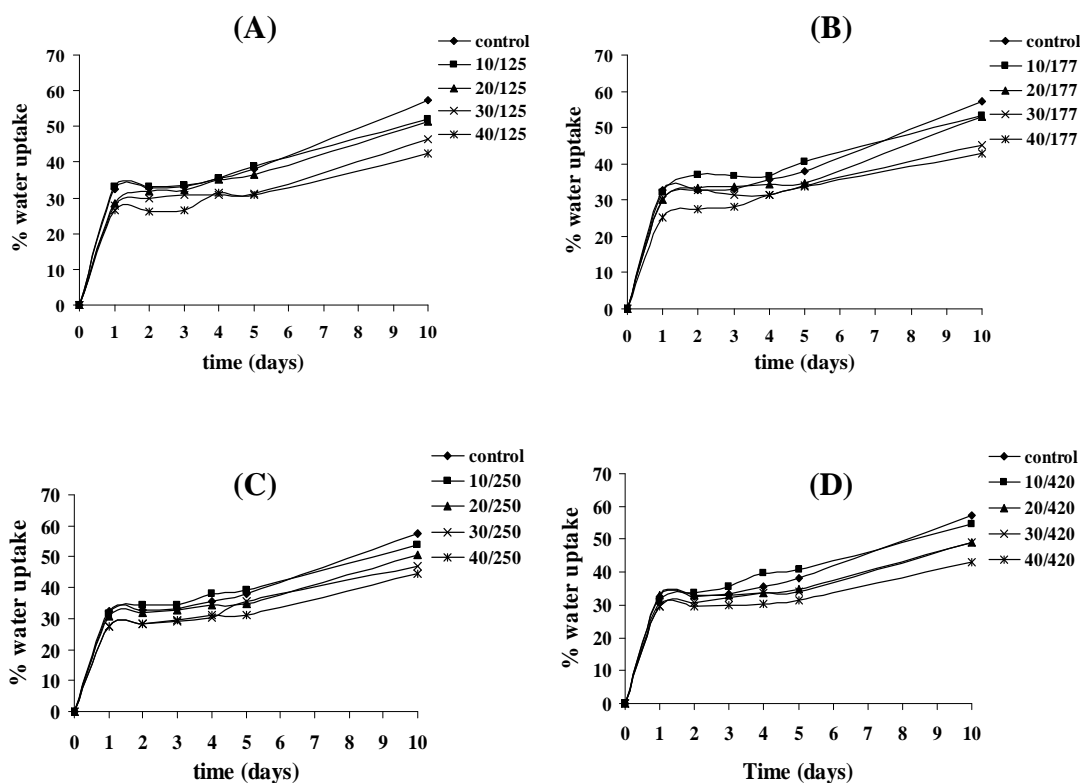 (A)
control
10/125
20/125
30/125
40/125
% water uptake
70
60
50
40
30
20
10
0
0 1 2 3 4 5 6 7 8 9 10
time (days)
(B)
control
10/177
20/177
30/177
40/177
% water uptake
70
60
50
40
30
20
10
0
0 1 2 3 4 5 6 7 8 9 10
time (days)
(C)
control
10/250
20/250
30/250
40/250
% water uptake
70
60
50
40
30
20
10
0
0 1 2 3 4 5 6 7 8 9 10
time (days)
(D)
control
10/420
20/420
30/420
40/420
% water uptake
70
60
50
40
30
20
10
0
0 1 2 3 4 5 6 7 8 9 10
Time (days)